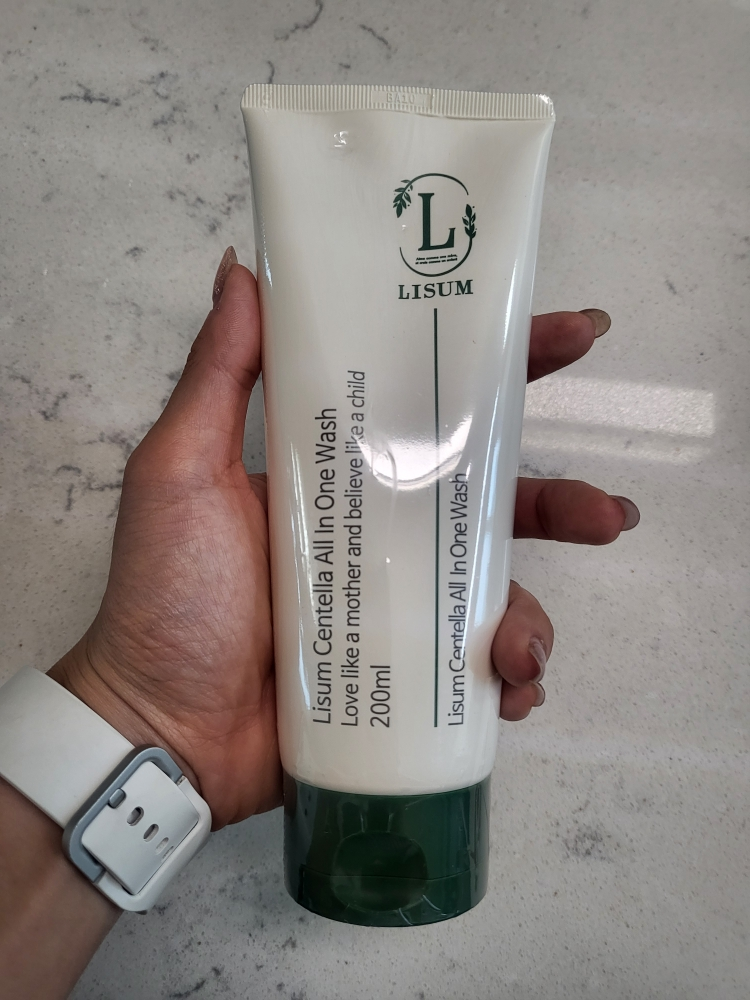 L
LISUM
Lisum Centella All In One Wash
Love like a mother and believe like a child
200ml
Lisum Centella All In One Wash